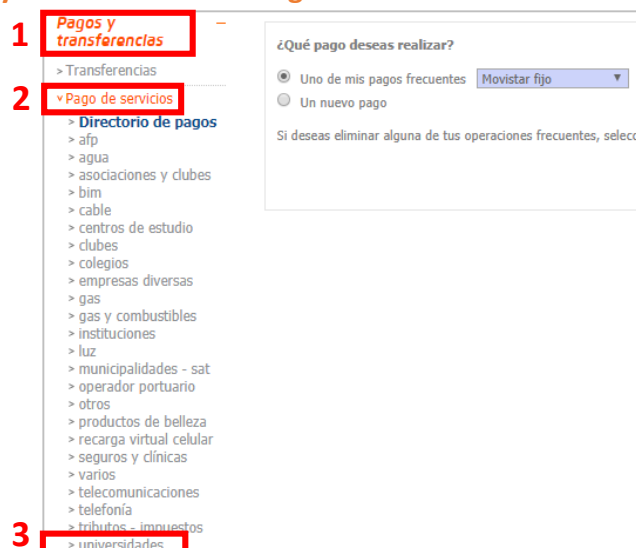 1
Pagos y
transferencias
–
> Transferencias
2
Pago de servicios
> Directorio de pagos
> afp
> agua
> asociaciones y clubes
> bim
> cable
> centros de estudio
> clubes
> colegios
> empresas diversas
> gas
> gas y combustibles
> instituciones
> luz
> municipalidades - sat
> operador portuario
> otros
> productos de belleza
> recarga virtual celular
> seguros y clínicas
> varios
> telecomunicaciones
> telefonía
> tributos - impuestos
3
> universidades
¿Qué pago deseas realizar?
Uno de mis pagos frecuentes Movistar fijo
Un nuevo pago
Si deseas eliminar alguna de tus operaciones frecuentes,